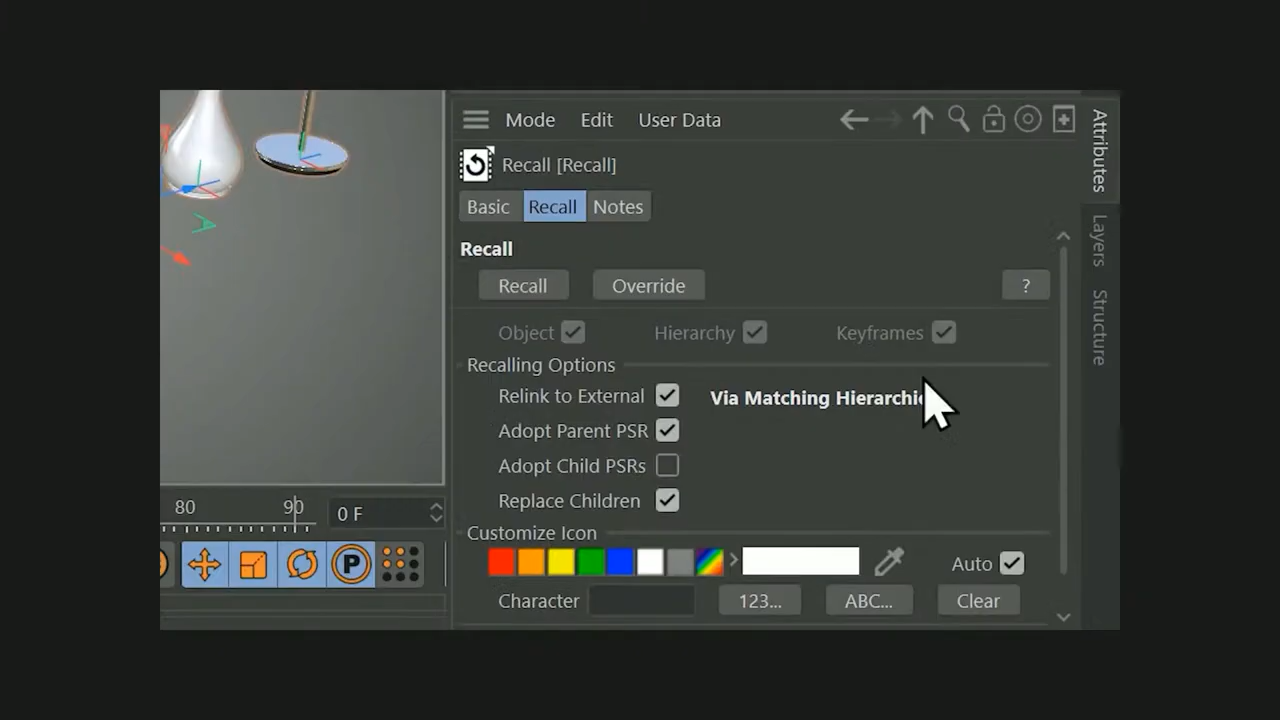 Mode Edit User Data
Recall [Recall]
Basic Recall Notes
Recall
Recall Override ?
Object Hierarchy Keyframes
Recalling Options
Relink to External Via Matching
Adopt Parent PSR
Adopt Child PSRs
Replace Children
Customize Icon
Auto
Character 123... ABC... Clear
Attributes
Layers
Structure
80 90 0 F
P